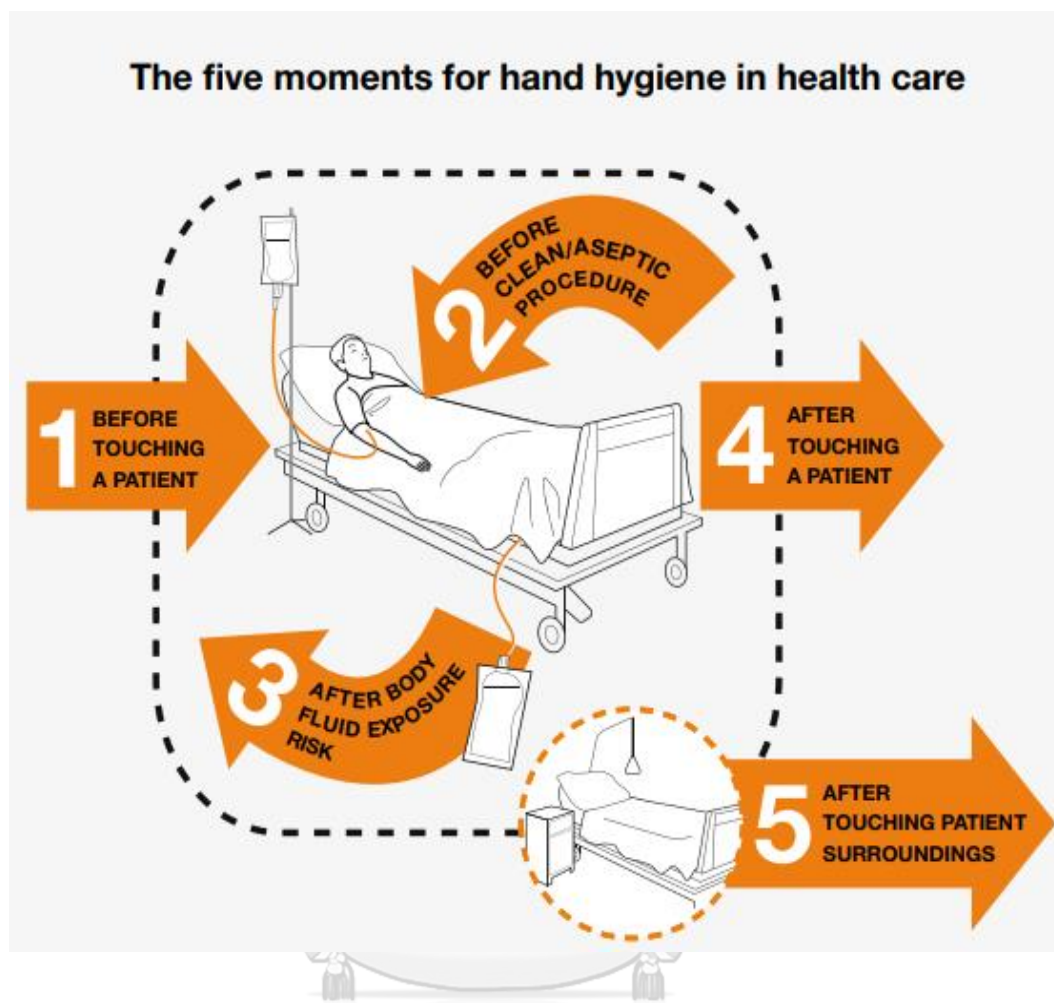 The five moments for hand hygiene in health care
1
BEFORE
TOUCHING
A PATIENT
2
BEFORE
CLEAN/ASEPTIC
PROCEDURE
3
AFTER BODY
FLUID EXPOSURE
RISK
4
AFTER
TOUCHING
A PATIENT
5
AFTER
TOUCHING PATIENT
SURROUNDINGS